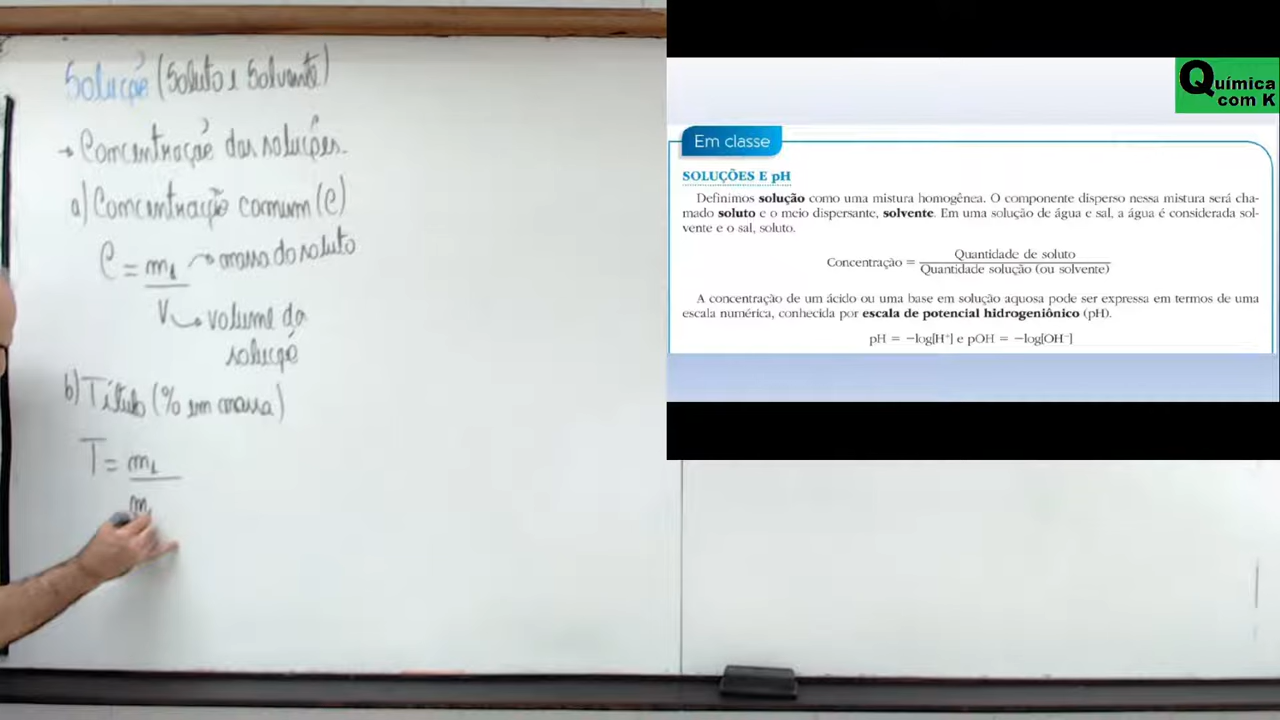 Solução (Soluto e Solvente)
→ Concentração das soluções.
a) Concentração comum (C)
C = m₁ → massa do soluto
V → volume da
solução
b) Título (% em massa)
T = m₁
m
Química
com K
Em classe
SOLUÇÕES E pH
Definimos solução como uma mistura homogênea. O componente disperso nessa mistura será cha-
mado soluto e o meio dispersante, solvente. Em uma solução de água e sal, a água é considerada sol-
vente e o sal, soluto.
Concentração = Quantidade de soluto
Quantidade solução (ou solvente)
A concentração de um ácido ou uma base em solução aquosa pode ser expressa em termos de uma
escala numérica, conhecida por escala de potencial hidrogeniônico (pH).
pH = −log[H⁺] e pOH = −log[OH⁻]